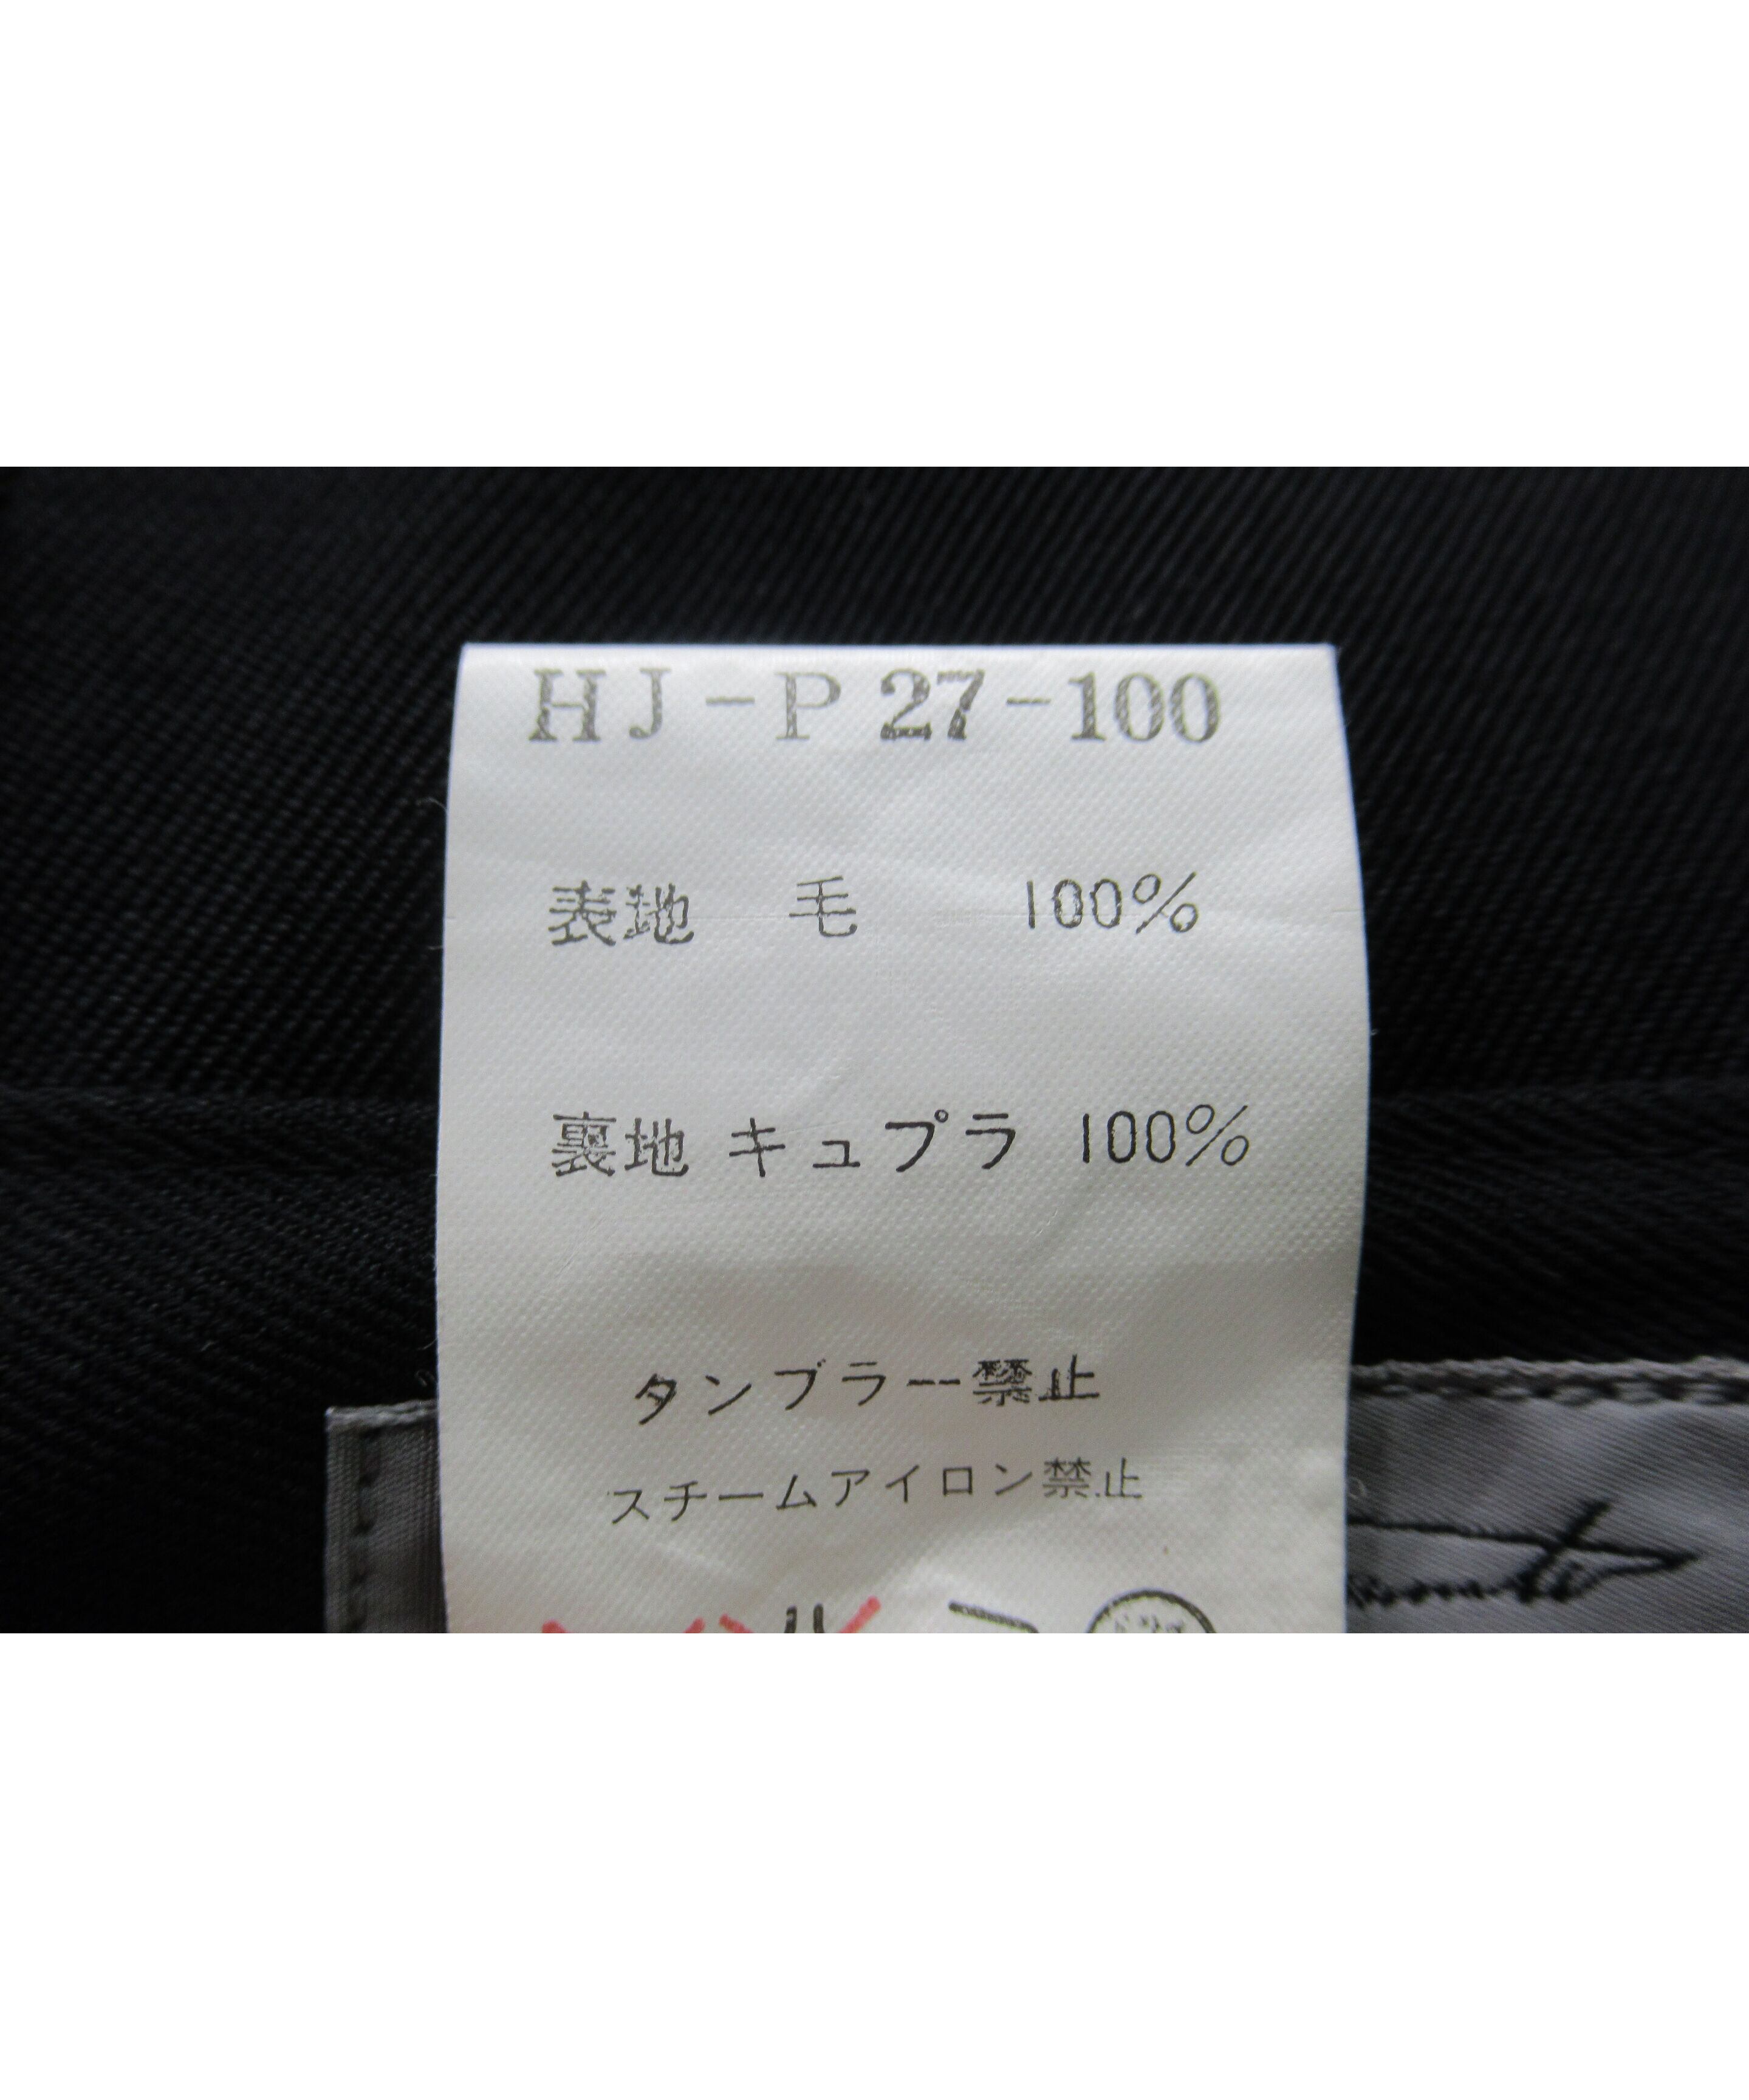 HJ-P27-100
表地 毛 100%
裏地 キュプラ 100%
タンブラー禁止
スチームアイロン禁止